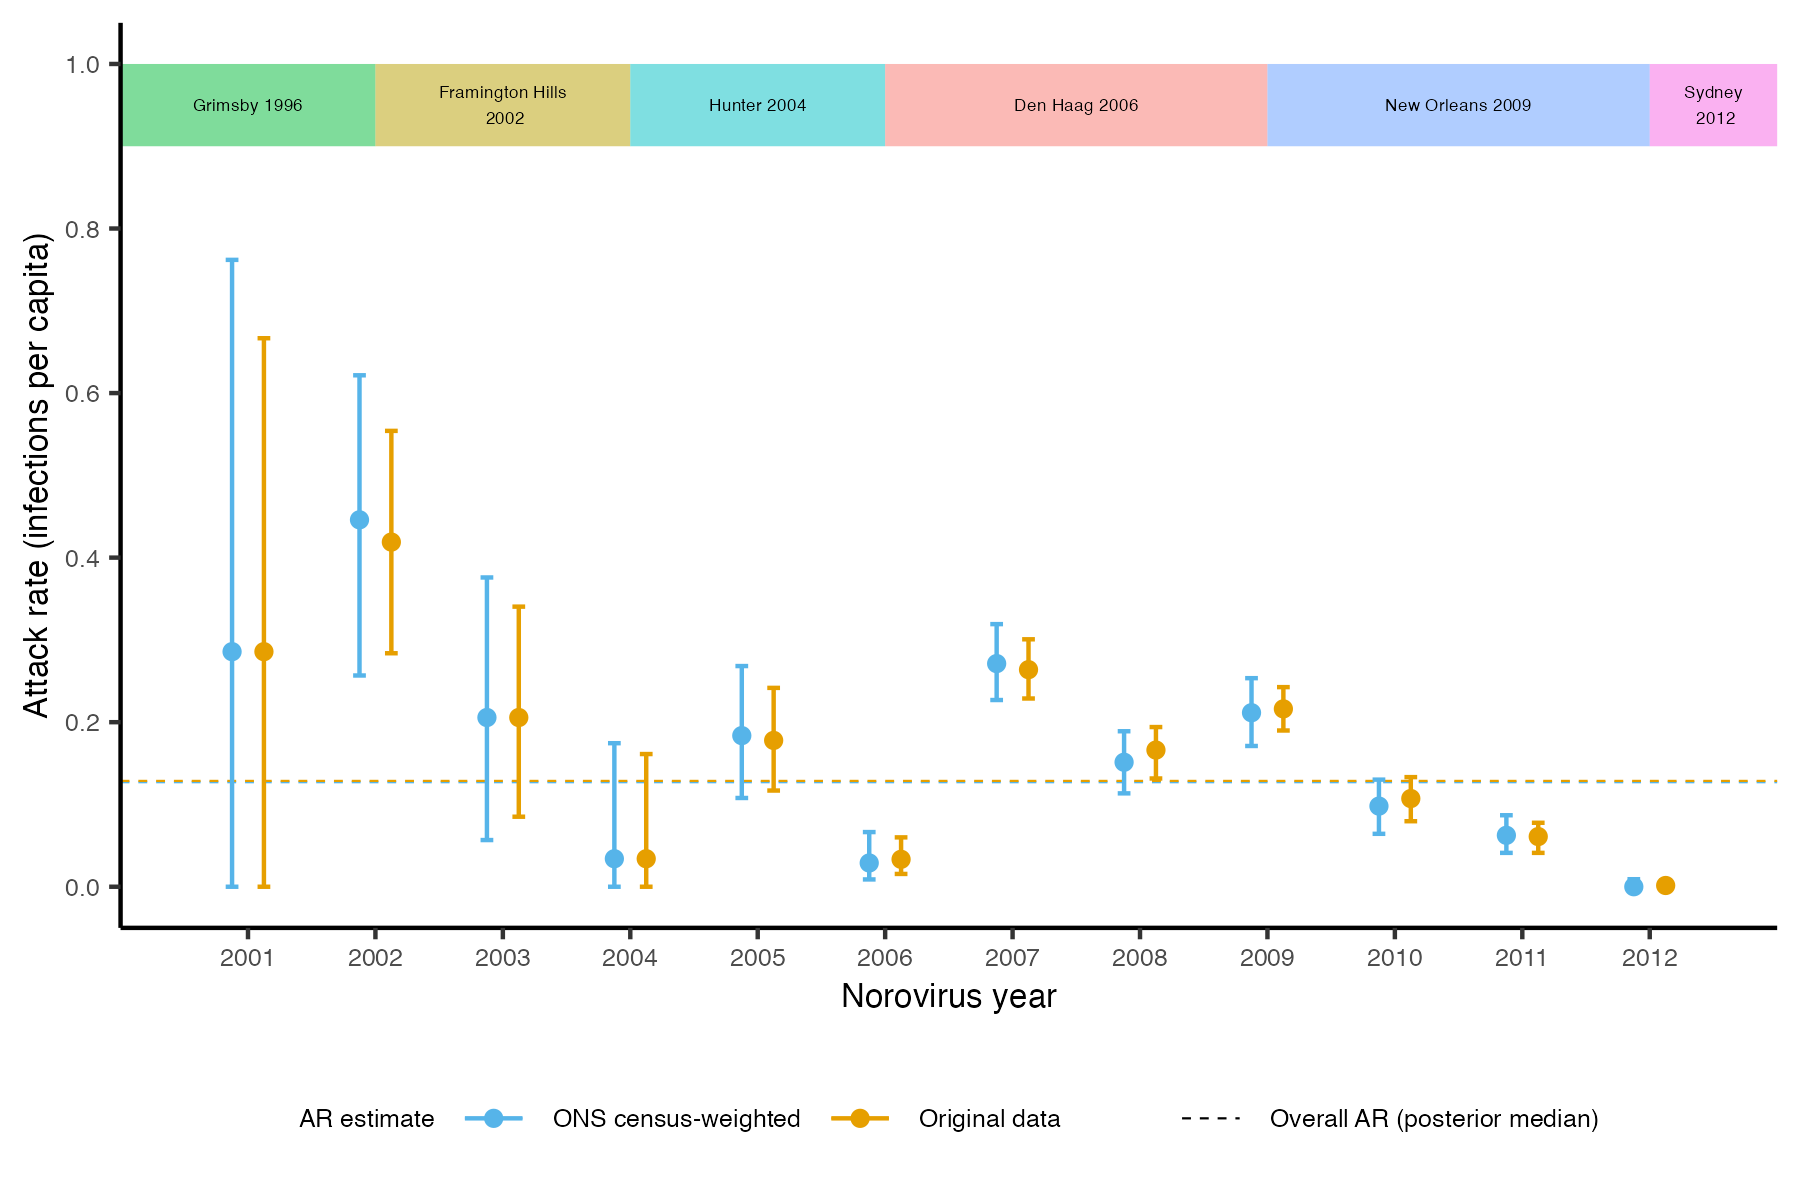 1.0
Grimsby 1996
Framington Hills
2002
Hunter 2004
Den Haag 2006
New Orleans 2009
Sydney
2012
0.8
0.6
0.4
0.2
0.0
Attack rate (infections per capita)
2001 2002 2003 2004 2005 2006 2007 2008 2009 2010 2011 2012
Norovirus year
AR estimate ONS census-weighted Original data Overall AR (posterior median)